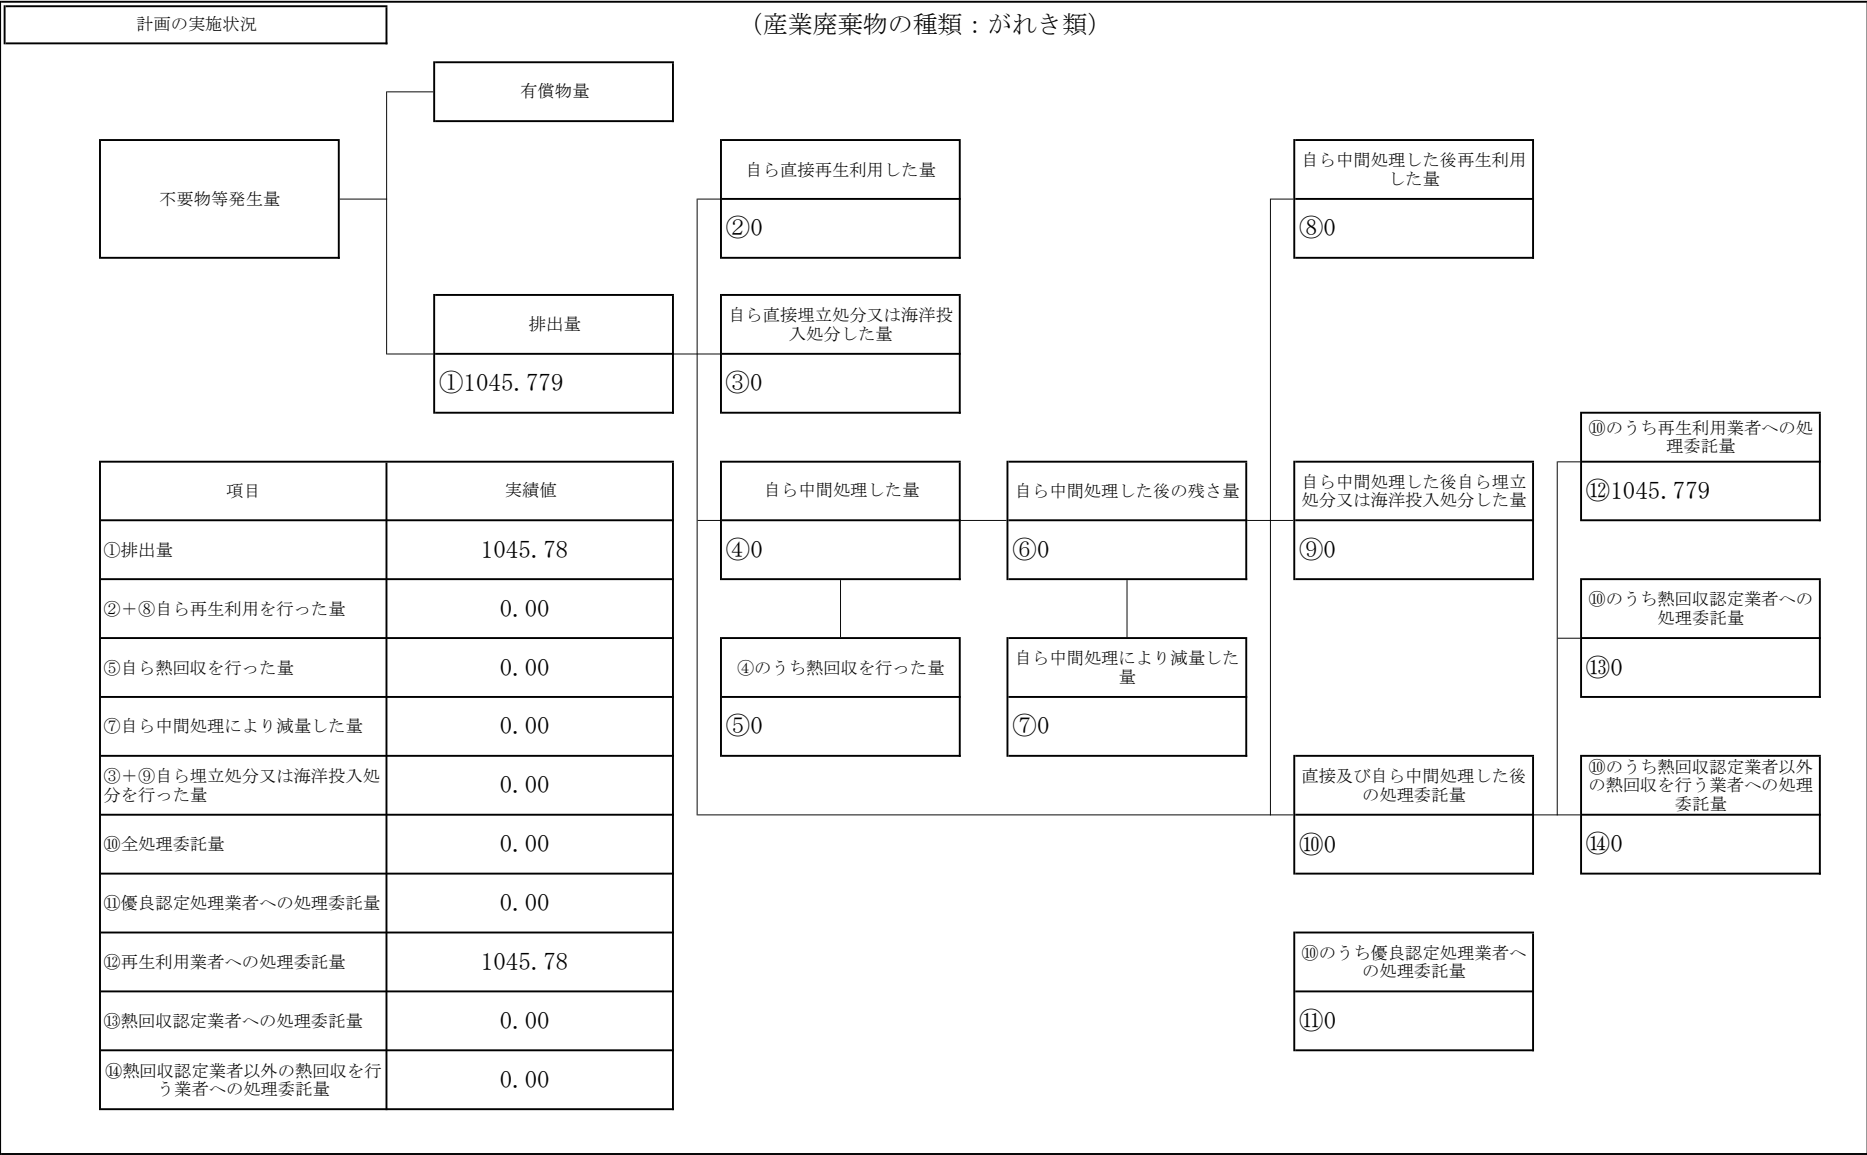 計画の実施状況
（産業廃棄物の種類：がれき類）
有償物量
不要物等発生量
排出量
①1045.779
自ら直接再生利用した量
②0
自ら直接埋立処分又は海洋投
入処分した量
③0
自ら中間処理した量
④0
④のうち熱回収を行った量
⑤0
自ら中間処理した後の残さ量
⑥0
自ら中間処理により減量した
量
⑦0
自ら中間処理した後再生利用
した量
⑧0
自ら中間処理した後自ら埋立
処分又は海洋投入処分した量
⑨0
直接及び自ら中間処理した後
の処理委託量
⑩0
⑩のうち優良認定処理業者へ
の処理委託量
⑪0
⑩のうち再生利用業者への処
理委託量
⑫1045.779
⑩のうち熱回収認定業者への
処理委託量
⑬0
⑩のうち熱回収認定業者以外
の熱回収を行う業者への処理
委託量
⑭0
項目
実績値
①排出量
1045.78
②＋⑧自ら再生利用を行った量
0.00
⑤自ら熱回収を行った量
0.00
⑦自ら中間処理により減量した量
0.00
③＋⑨自ら埋立処分又は海洋投入処
分を行った量
0.00
⑩全処理委託量
0.00
⑪優良認定処理業者への処理委託量
0.00
⑫再生利用業者への処理委託量
1045.78
⑬熱回収認定業者への処理委託量
0.00
⑭熱回収認定業者以外の熱回収を行
う業者への処理委託量
0.00